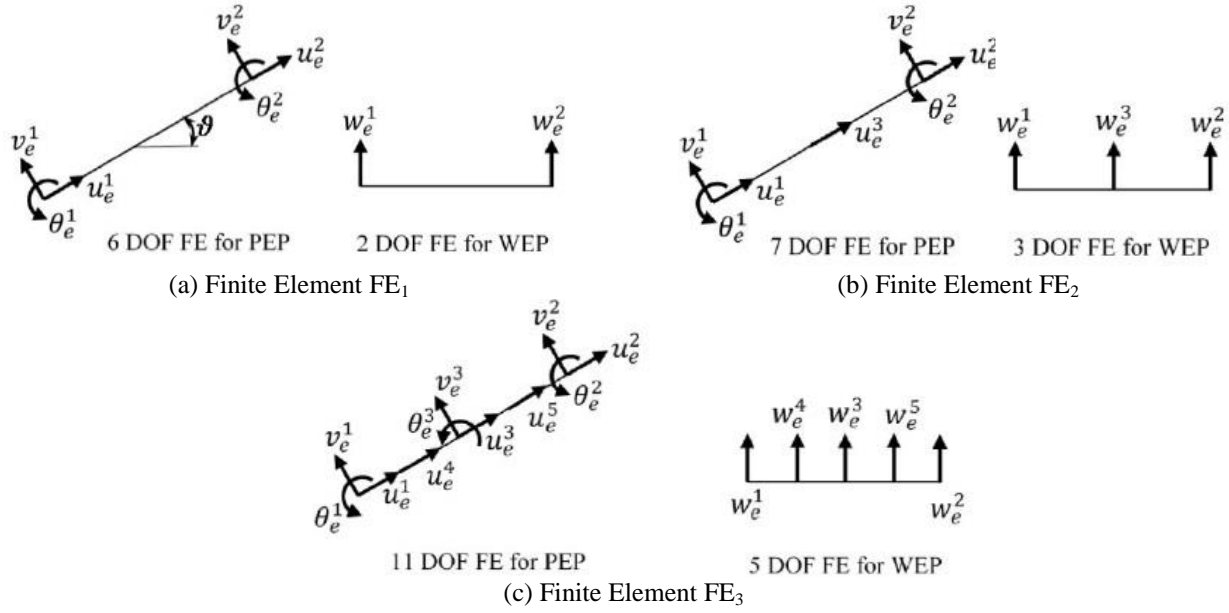 v_e^2
u_e^2
θ_e^2
ϑ
v_e^1
u_e^1
θ_e^1
w_e^1 w_e^2
6 DOF FE for PEP 2 DOF FE for WEP
(a) Finite Element FE₁
v_e^2
u_e^2
θ_e^2
u_e^3
v_e^1
u_e^1
θ_e^1
w_e^1 w_e^3 w_e^2
7 DOF FE for PEP 3 DOF FE for WEP
(b) Finite Element FE₂
v_e^2
u_e^2
v_e^3
θ_e^2
θ_e^3
u_e^5
u_e^3
v_e^1
u_e^4
u_e^1
θ_e^1
w_e^4 w_e^3 w_e^5
w_e^1 w_e^2
11 DOF FE for PEP 5 DOF FE for WEP
(c) Finite Element FE₃